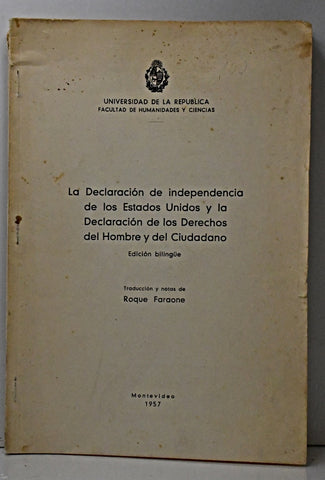 UNIVERSIDAD DE LA REPUBLICA
FACULTAD DE HUMANIDADES Y CIENCIAS
La Declaración de independencia
de los Estados Unidos y la
Declaración de los Derechos
del Hombre y del Ciudadano
Edición bilingüe
Traducción y notas de
Roque Faraone
Montevideo
1957